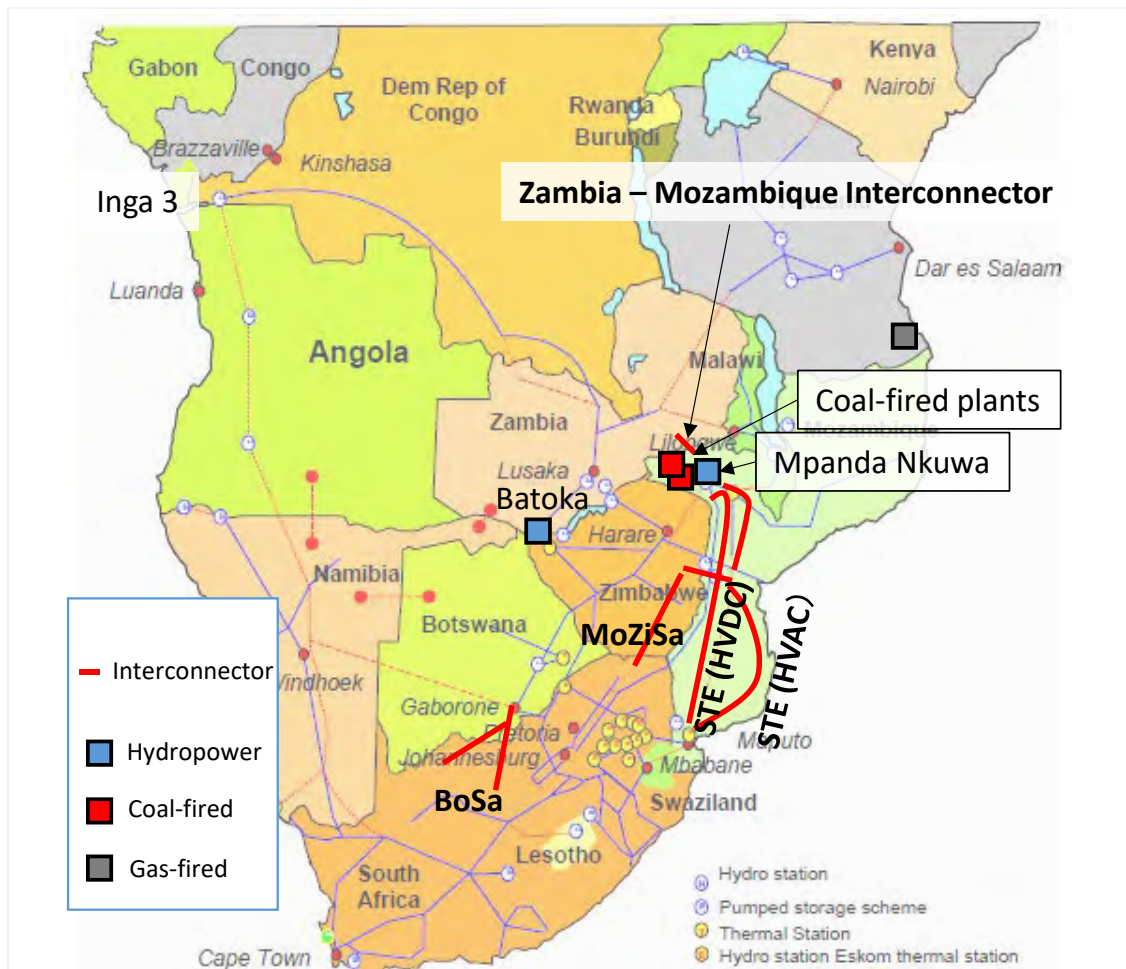 Gabon
Congo
Dem Rep of
Congo
Kenya
Nairobi
Rwanda
Burundi
Brazzaville
Kinshasa
Inga 3
Zambia – Mozambique Interconnector
Dar es Salaam
Luanda
Angola
Malawi
Coal-fired plants
Zambia
Lilongwe
Mozambique
Mpanda Nkuwa
Lusaka
Batoka
Harare
Namibia
Zimbabwe
Botswana
MoZiSa
STE (HVDC)
STE (HVAC)
Interconnector
Windhoek
Gaborone
Pretoria
Johannesburg
Maputo
Mbabane
Hydropower
BoSa
Swaziland
Coal-fired
Lesotho
Gas-fired
South
Africa
Hydro station
Pumped storage scheme
Thermal Station
Hydro station Eskom thermal station
Cape Town